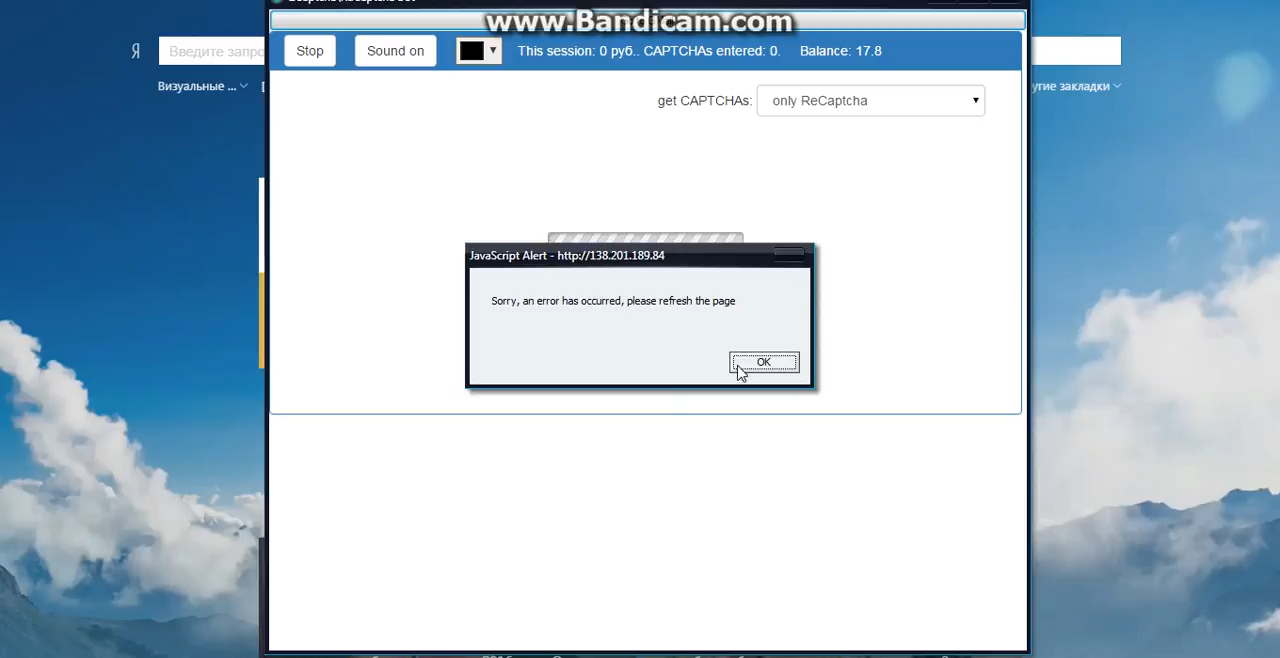 www.Bandicam.com
Я
Введите запро
Stop
Sound on
This session: 0 руб.. CAPTCHAs entered: 0.
Balance: 17.8
Визуальные ...
угие закладки
get CAPTCHAs:
only ReCaptcha
JavaScript Alert - http://138.201.189.84
Sorry, an error has occurred, please refresh the page
OK